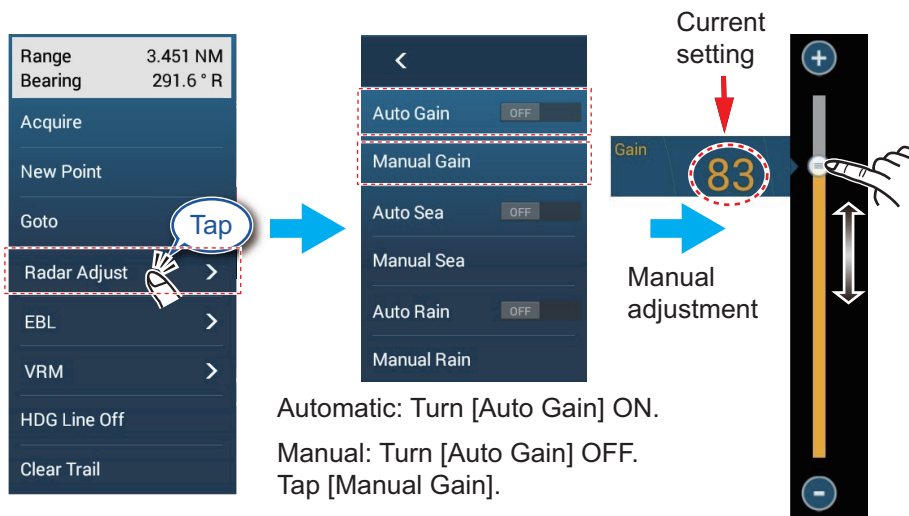 Range 3.451 NM
Bearing 291.6 ° R
Acquire
New Point
Goto
Tap
Radar Adjust >
EBL >
VRM >
HDG Line Off
Clear Trail
<
Auto Gain OFF
Manual Gain
Auto Sea OFF
Manual Sea
Auto Rain OFF
Manual Rain
Current
setting
Gain
83
Manual
adjustment
+
-
Automatic: Turn [Auto Gain] ON.
Manual: Turn [Auto Gain] OFF.
Tap [Manual Gain].